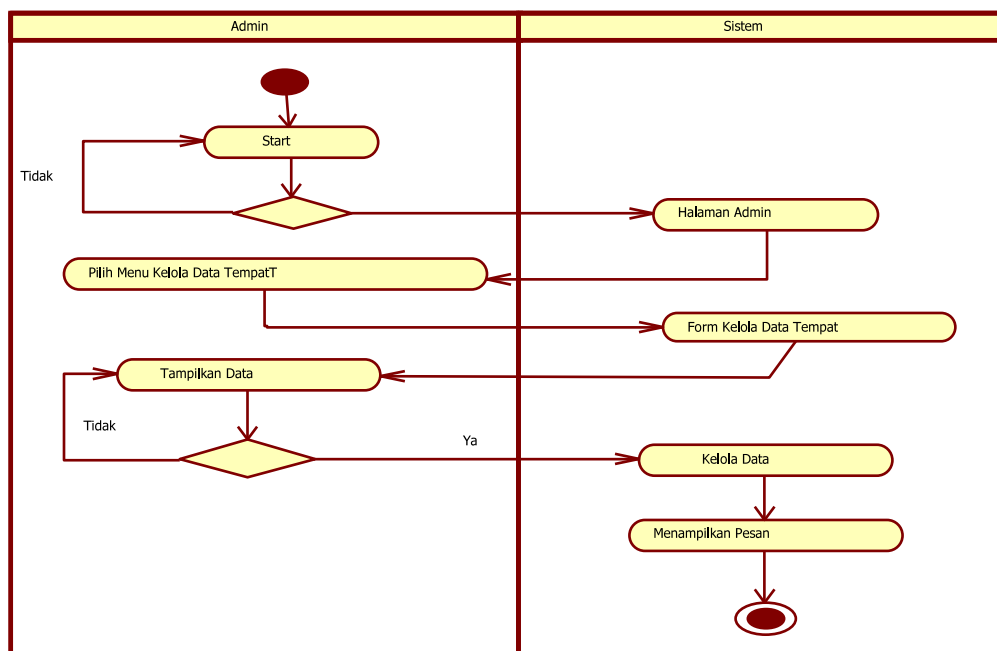 Admin
Sistem
Start
Tidak
Halaman Admin
Pilih Menu Kelola Data TempatT
Form Kelola Data Tempat
Tampilkan Data
Tidak
Ya
Kelola Data
Menampilkan Pesan